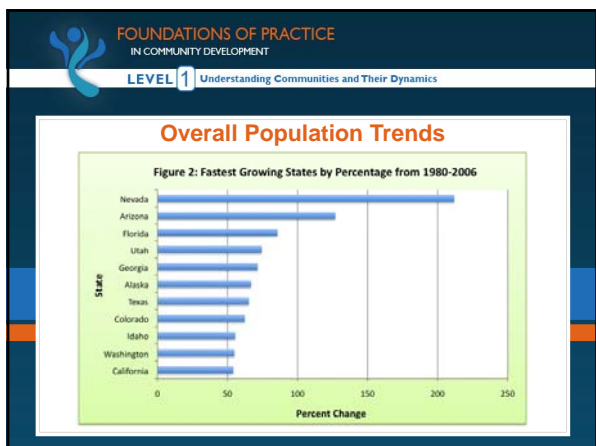 FOUNDATIONS OF PRACTICE
IN COMMUNITY DEVELOPMENT
LEVEL 1 Understanding Communities and Their Dynamics
Overall Population Trends
Figure 2: Fastest Growing States by Percentage from 1980-2006
State
Nevada
Arizona
Florida
Utah
Georgia
Alaska
Texas
Colorado
Idaho
Washington
California
0 50 100 150 200 250
Percent Change